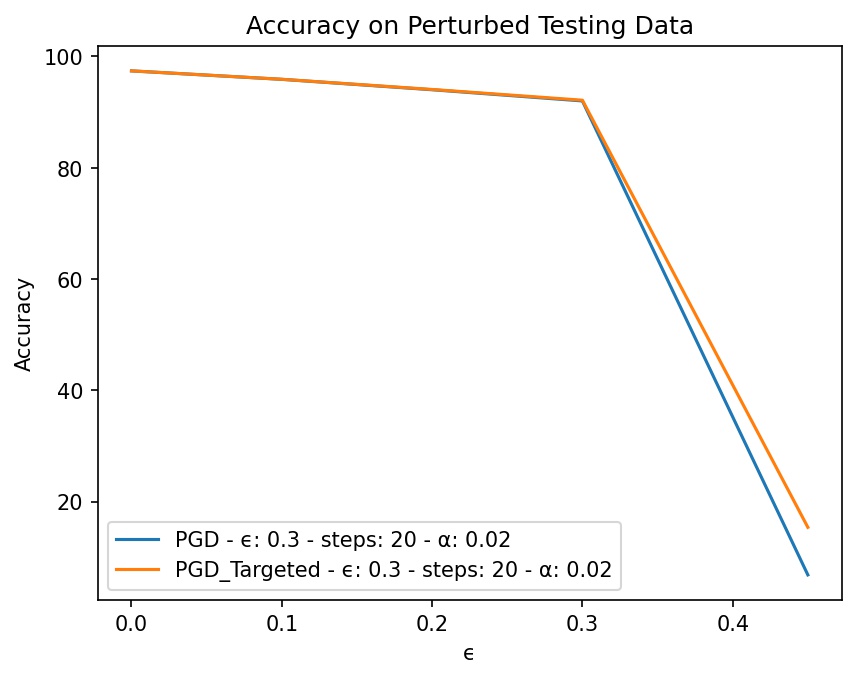 Accuracy on Perturbed Testing Data
100
80
60
40
20
Accuracy
PGD - ϵ: 0.3 - steps: 20 - α: 0.02
PGD_Targeted - ϵ: 0.3 - steps: 20 - α: 0.02
0.0 0.1 0.2 0.3 0.4
ϵ